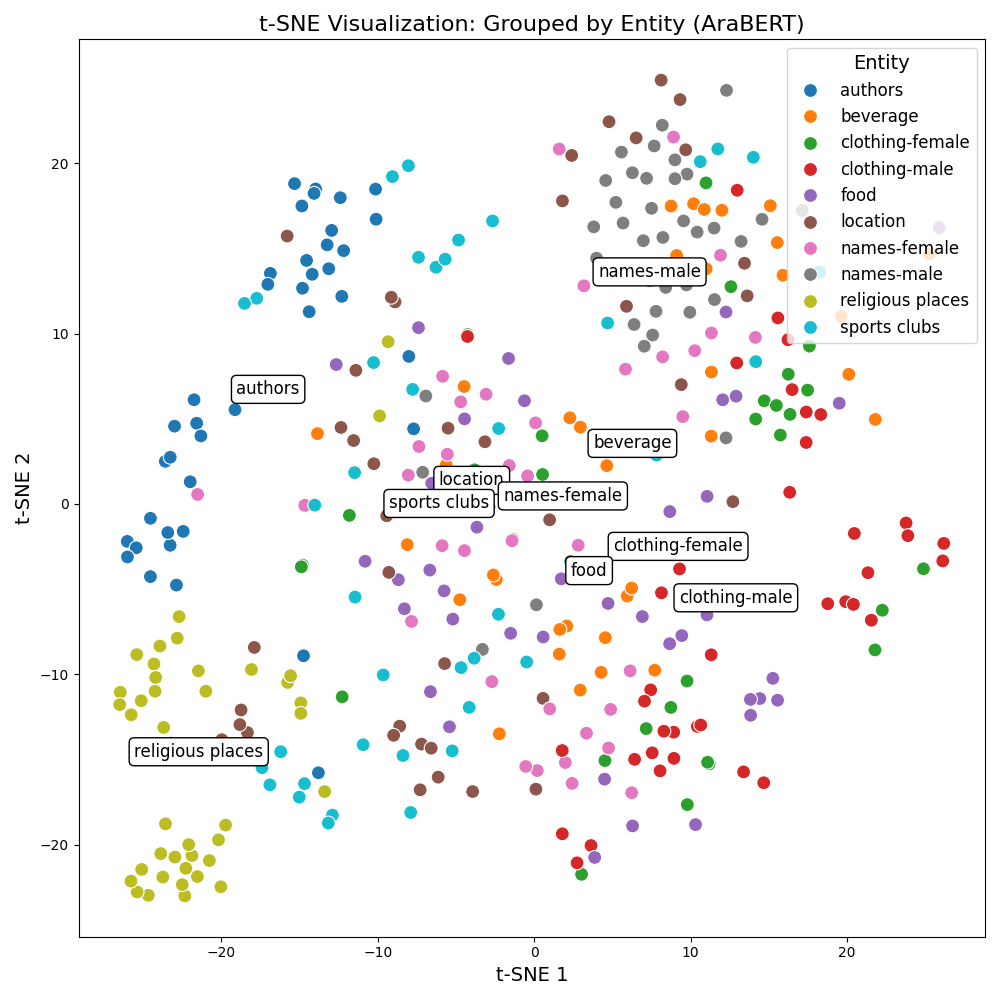 t-SNE Visualization: Grouped by Entity (AraBERT)
Entity
authors
beverage
clothing-female
clothing-male
food
location
names-female
names-male
religious places
sports clubs
names-male
authors
beverage
location
sports clubs
names-female
clothing-female
food
clothing-male
religious places
20
10
0
−10
−20
t-SNE 2
−20
−10
0
10
20
t-SNE 1